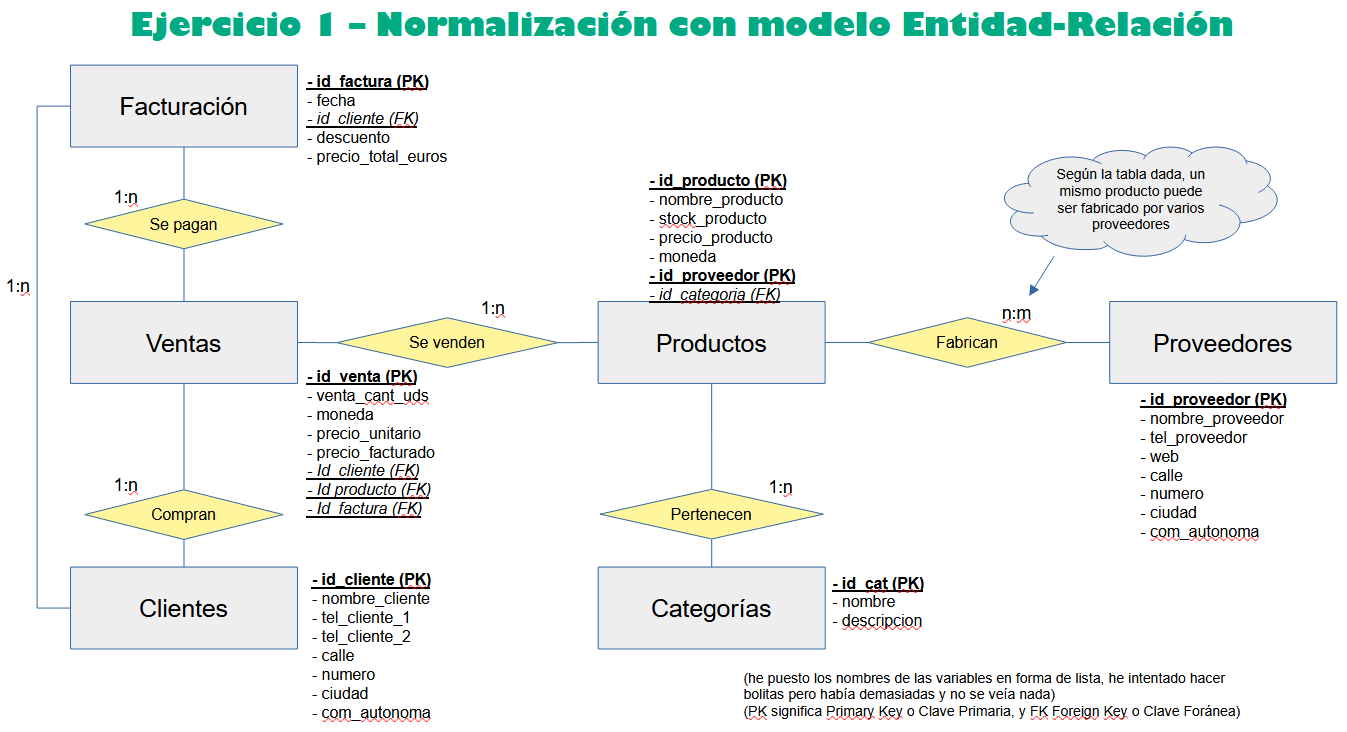 Ejercicio 1 – Normalización con modelo Entidad-Relación
Facturación
- id_factura (PK)
- fecha
- id_cliente (FK)
- descuento
- precio_total_euros
1:n
Se pagan
1:n
- id_producto (PK)
- nombre_producto
- stock_producto
- precio_producto
- moneda
- id_proveedor (PK)
- id_categoria (FK)
Según la tabla dada, un
mismo producto puede
ser fabricado por varios
proveedores
Ventas
1:n
Se venden
Productos
n:m
Fabrican
Proveedores
- id_venta (PK)
- venta_cant_uds
- moneda
- precio_unitario
- precio_facturado
- Id_cliente (FK)
- Id producto (FK)
- Id_factura (FK)
- id_proveedor (PK)
- nombre_proveedor
- tel_proveedor
- web
- calle
- numero
- ciudad
- com_autonoma
1:n
Compran
1:n
Pertenecen
Clientes
- id_cliente (PK)
- nombre_cliente
- tel_cliente_1
- tel_cliente_2
- calle
- numero
- ciudad
- com_autonoma
Categorías
- id_cat (PK)
- nombre
- descripcion
(he puesto los nombres de las variables en forma de lista, he intentado hacer
bolitas pero había demasiadas y no se veía nada)
(PK significa Primary Key o Clave Primaria, y FK Foreign Key o Clave Foránea)